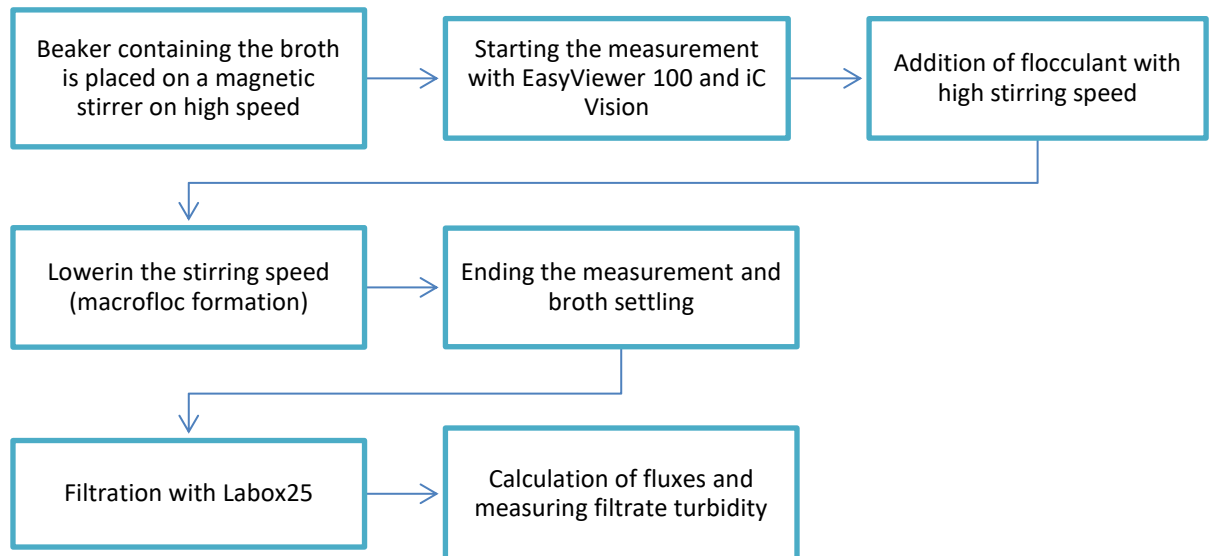 Beaker containing the broth
is placed on a magnetic
stirrer on high speed
Starting the measurement
with EasyViewer 100 and iC
Vision
Addition of flocculant with
high stirring speed
Lowerin the stirring speed
(macrofloc formation)
Ending the measurement and
broth settling
Filtration with Labox25
Calculation of fluxes and
measuring filtrate turbidity